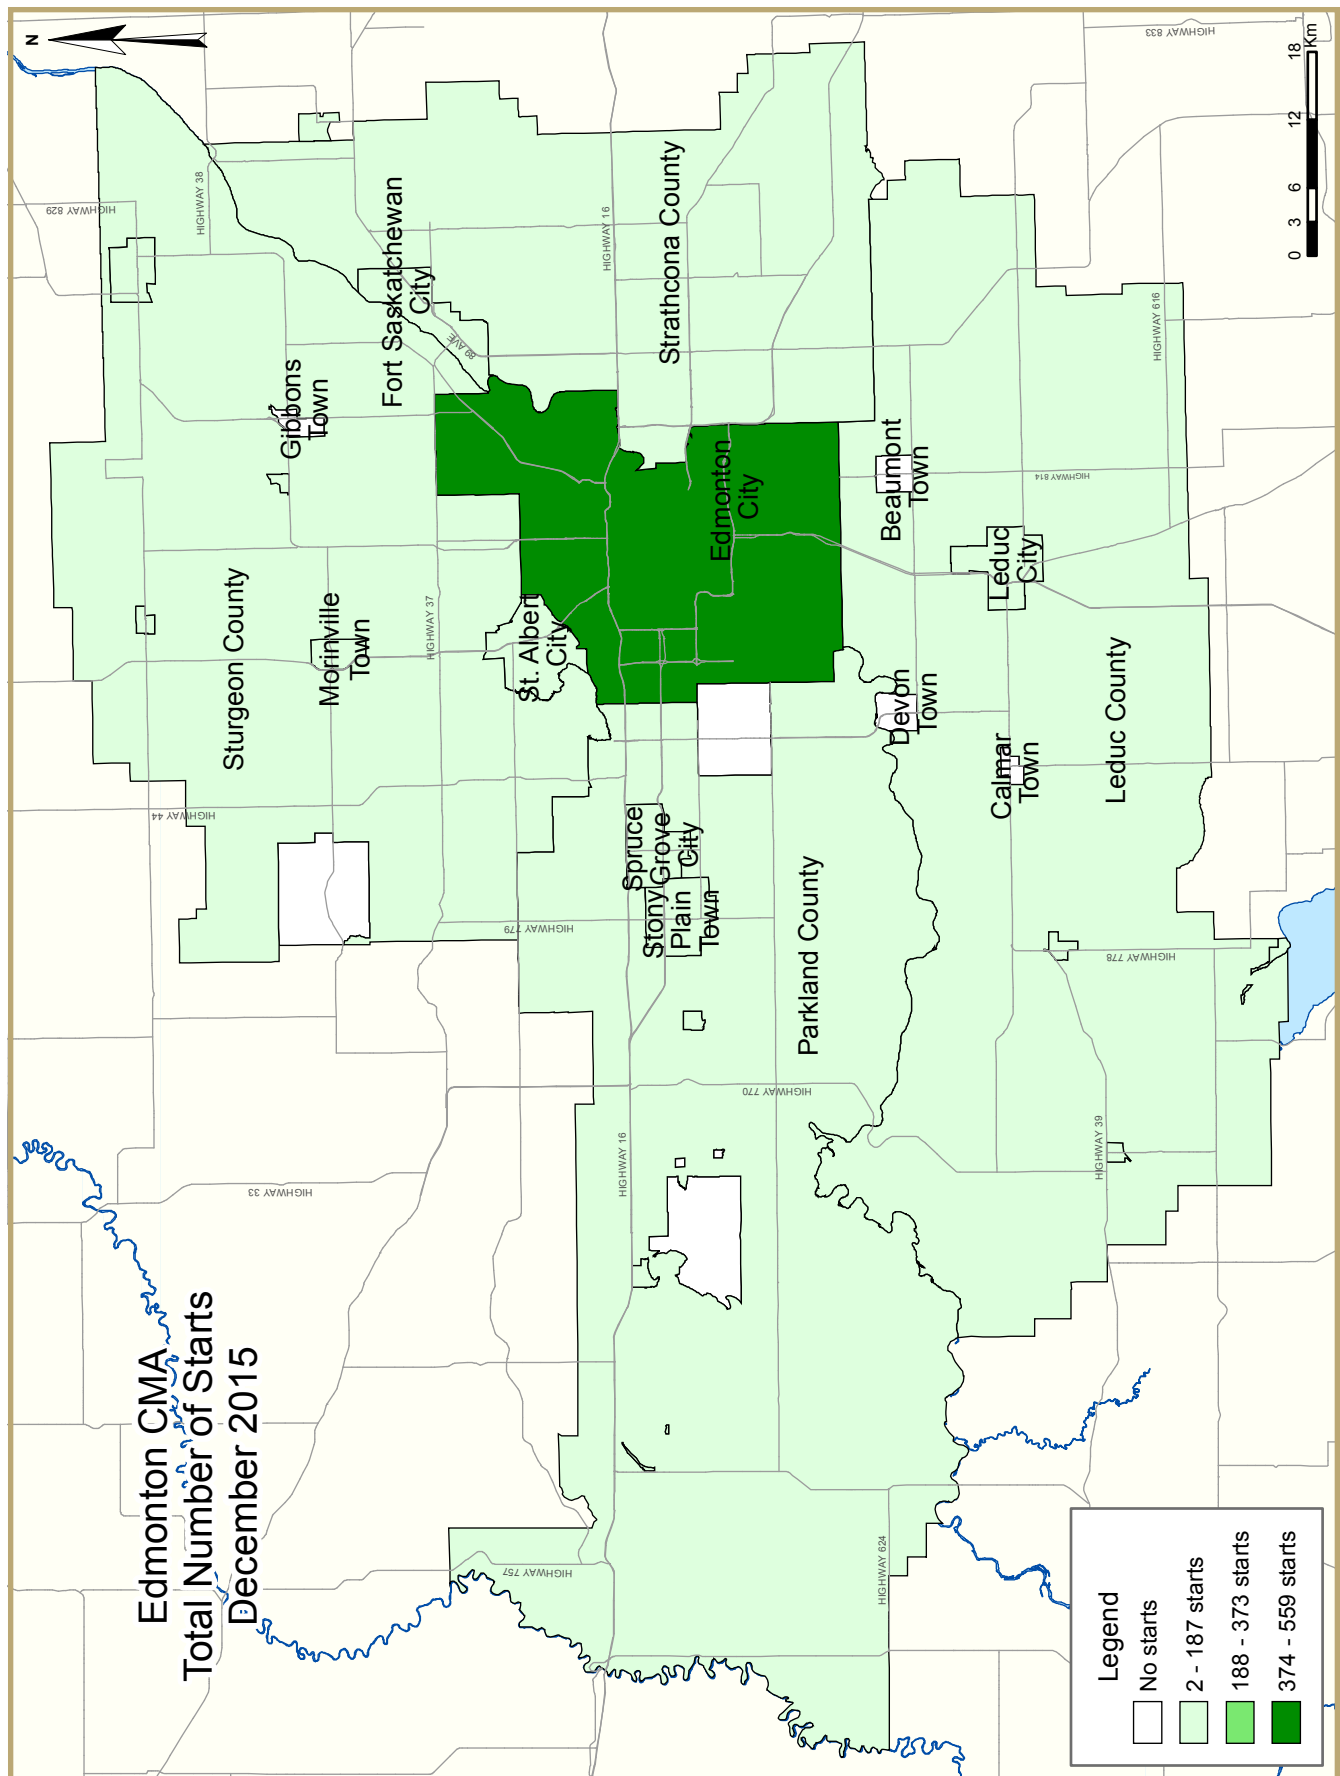 Edmonton CMA
Total Number of Starts
December 2015
N
HIGHWAY 829
HIGHWAY 38
HIGHWAY 833
Gibbons
Town
Fort Saskatchewan
City
89 AVE
Sturgeon County
Morinville
Town
HIGHWAY 37
HIGHWAY 44
HIGHWAY 779
St. Albert
City
HIGHWAY 16
Strathcona County
Edmonton
City
Spruce
Grove
City
Stony
Plain
Town
Parkland County
HIGHWAY 33
HIGHWAY 16
HIGHWAY 770
HIGHWAY 757
HIGHWAY 624
Beaumont
Town
Devon
Town
Leduc
City
HIGHWAY 814
Calmar
Town
Leduc County
HIGHWAY 616
HIGHWAY 778
HIGHWAY 39
Legend
No starts
2 - 187 starts
188 - 373 starts
374 - 559 starts
0 3 6 12 18
Km